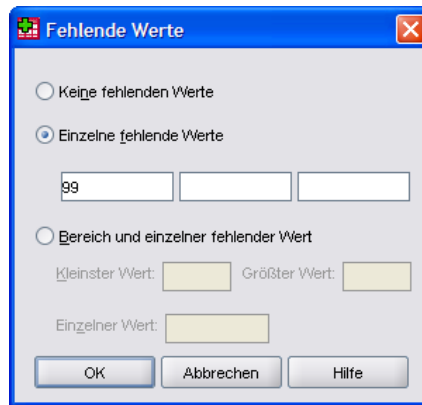 Fehlende Werte
Keine fehlenden Werte
Einzelne fehlende Werte
99
Bereich und einzelner fehlender Wert
Kleinster Wert: Größter Wert:
Einzelner Wert:
OK Abbrechen Hilfe